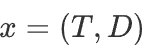 x = (T, D)